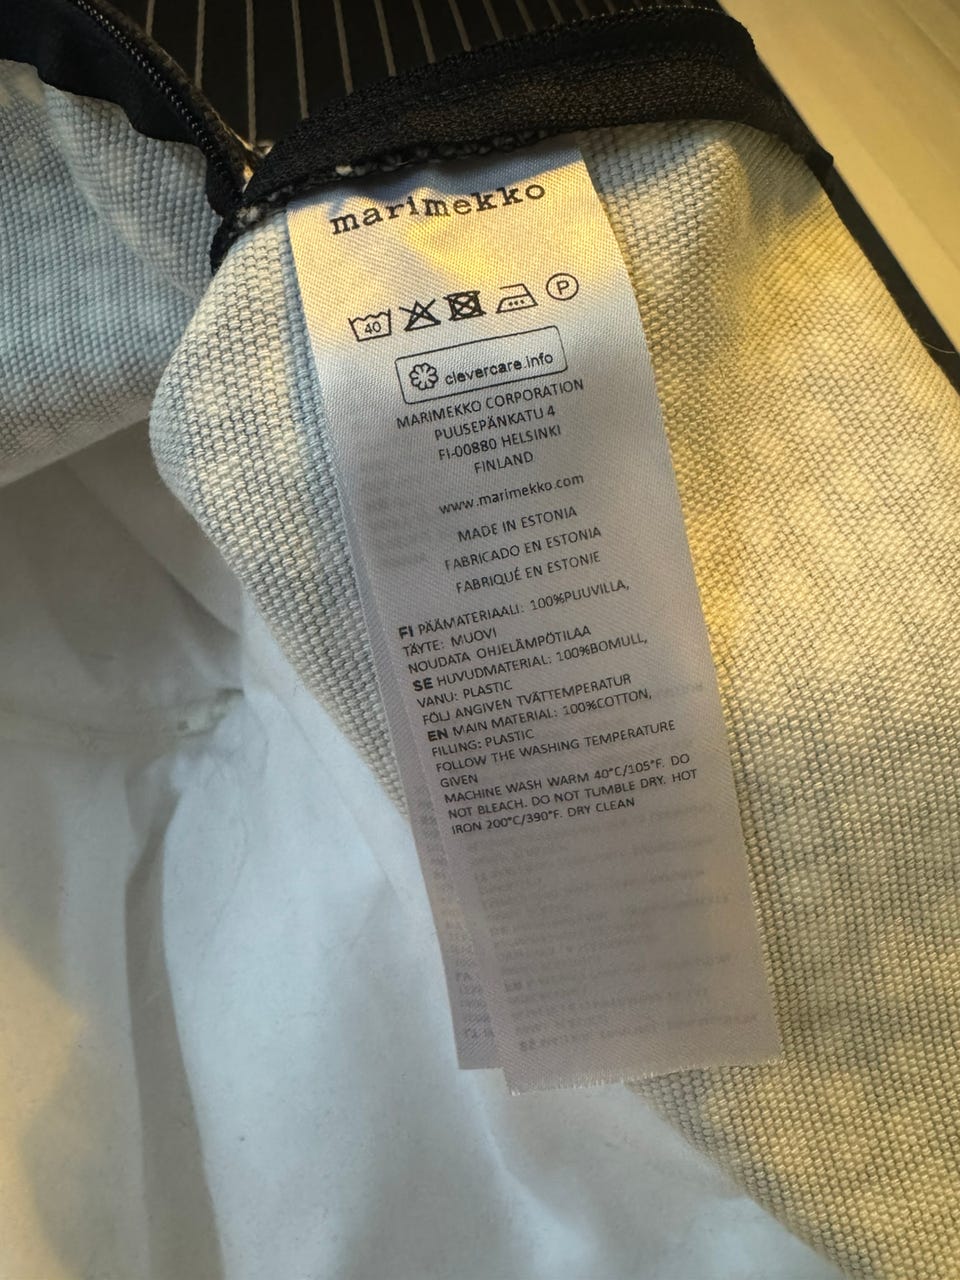 marimekko
40 P
clevercare.info
MARIMEKKO CORPORATION
PUUSEPÄNKATU 4
FI-00880 HELSINKI
FINLAND
www.marimekko.com
MADE IN ESTONIA
FABRICADO EN ESTONIA
FABRIQUÉ EN ESTONIE
FI PÄÄMATERIAALI: 100%PUUVILLA,
TÄYTE: MUOVI
NOUDATA OHJELÄMPÖTILAA
SE HUVUDMATERIAL: 100%BOMULL,
VANU: PLASTIC
FÖLJ ANGIVEN TVÄTTEMPERATUR
EN MAIN MATERIAL: 100%COTTON,
FILLING: PLASTIC
FOLLOW THE WASHING TEMPERATURE
GIVEN
MACHINE WASH WARM 40°C/105°F. DO
NOT BLEACH. DO NOT TUMBLE DRY. HOT
IRON 200°C/390°F. DRY CLEAN